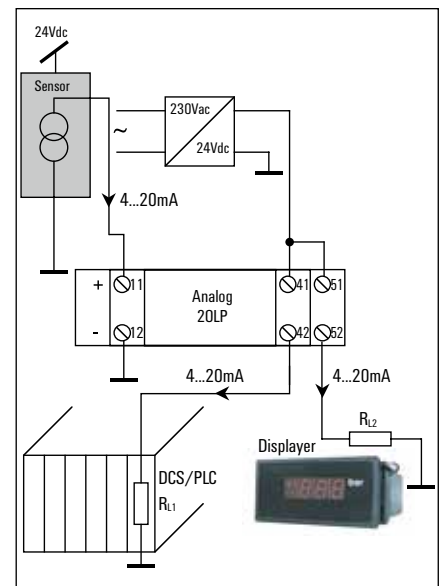 24Vdc
Sensor
230Vac
~
24Vdc
4...20mA
+ 11 Analog 41 51
20LP
- 12 42 52
4...20mA 4...20mA
RL2
Displayer
DCS/PLC
RL1